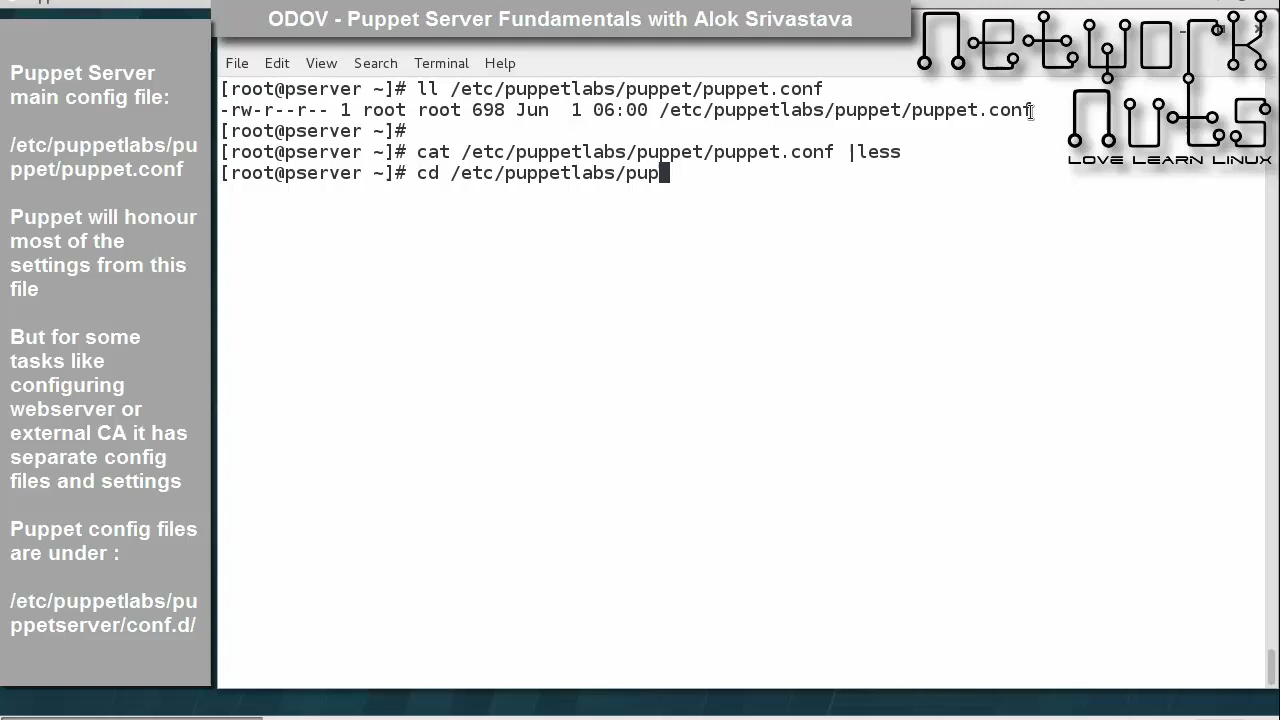 ODOV - Puppet Server Fundamentals with Alok Srivastava
Network
nuts
LOVE LEARN LINUX
Puppet Server
main config file:
/etc/puppetlabs/pu
ppet/puppet.conf
Puppet will honour
most of the
settings from this
file
But for some
tasks like
configuring
webserver or
external CA it has
separate config
files and settings
Puppet config files
are under :
/etc/puppetlabs/pu
ppetserver/conf.d/
File Edit View Search Terminal Help
[root@pserver ~]# ll /etc/puppetlabs/puppet/puppet.conf
-rw-r--r-- 1 root root 698 Jun  1 06:00 /etc/puppetlabs/puppet/puppet.conf
[root@pserver ~]#
[root@pserver ~]# cat /etc/puppetlabs/puppet/puppet.conf |less
[root@pserver ~]# cd /etc/puppetlabs/pup